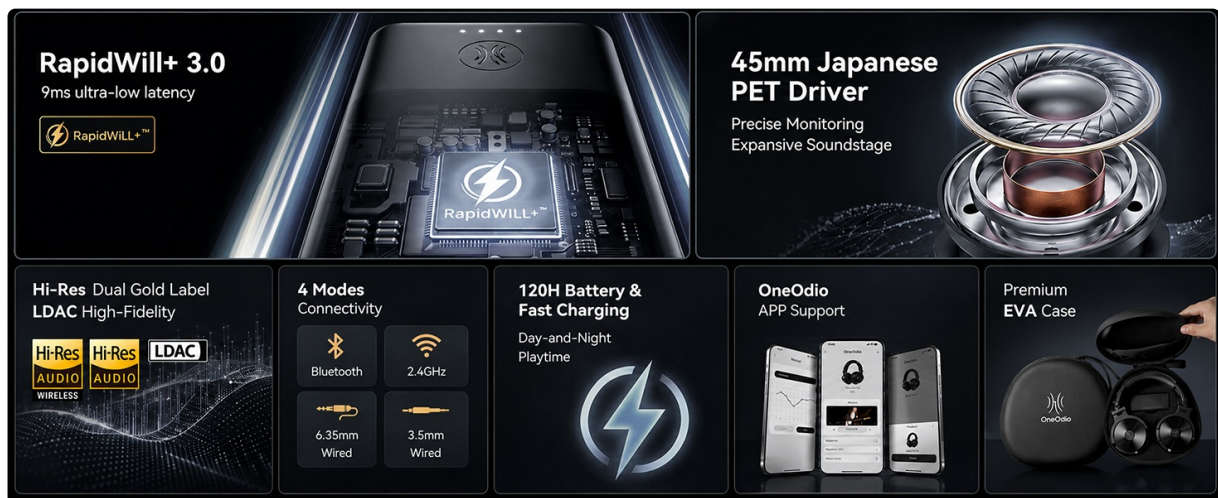 RapidWill+ 3.0
9ms ultra-low latency
RapidWiLL+™
RapidWILL+™
45mm Japanese
PET Driver
Precise Monitoring
Expansive Soundstage
Hi-Res Dual Gold Label
LDAC High-Fidelity
Hi-Res
AUDIO
WIRELESS
Hi-Res
AUDIO
LDAC
4 Modes
Connectivity
Bluetooth
2.4GHz
6.35mm
Wired
3.5mm
Wired
120H Battery &
Fast Charging
Day-and-Night
Playtime
OneOdio
APP Support
OneOdio
Premium
EVA Case
OneOdio